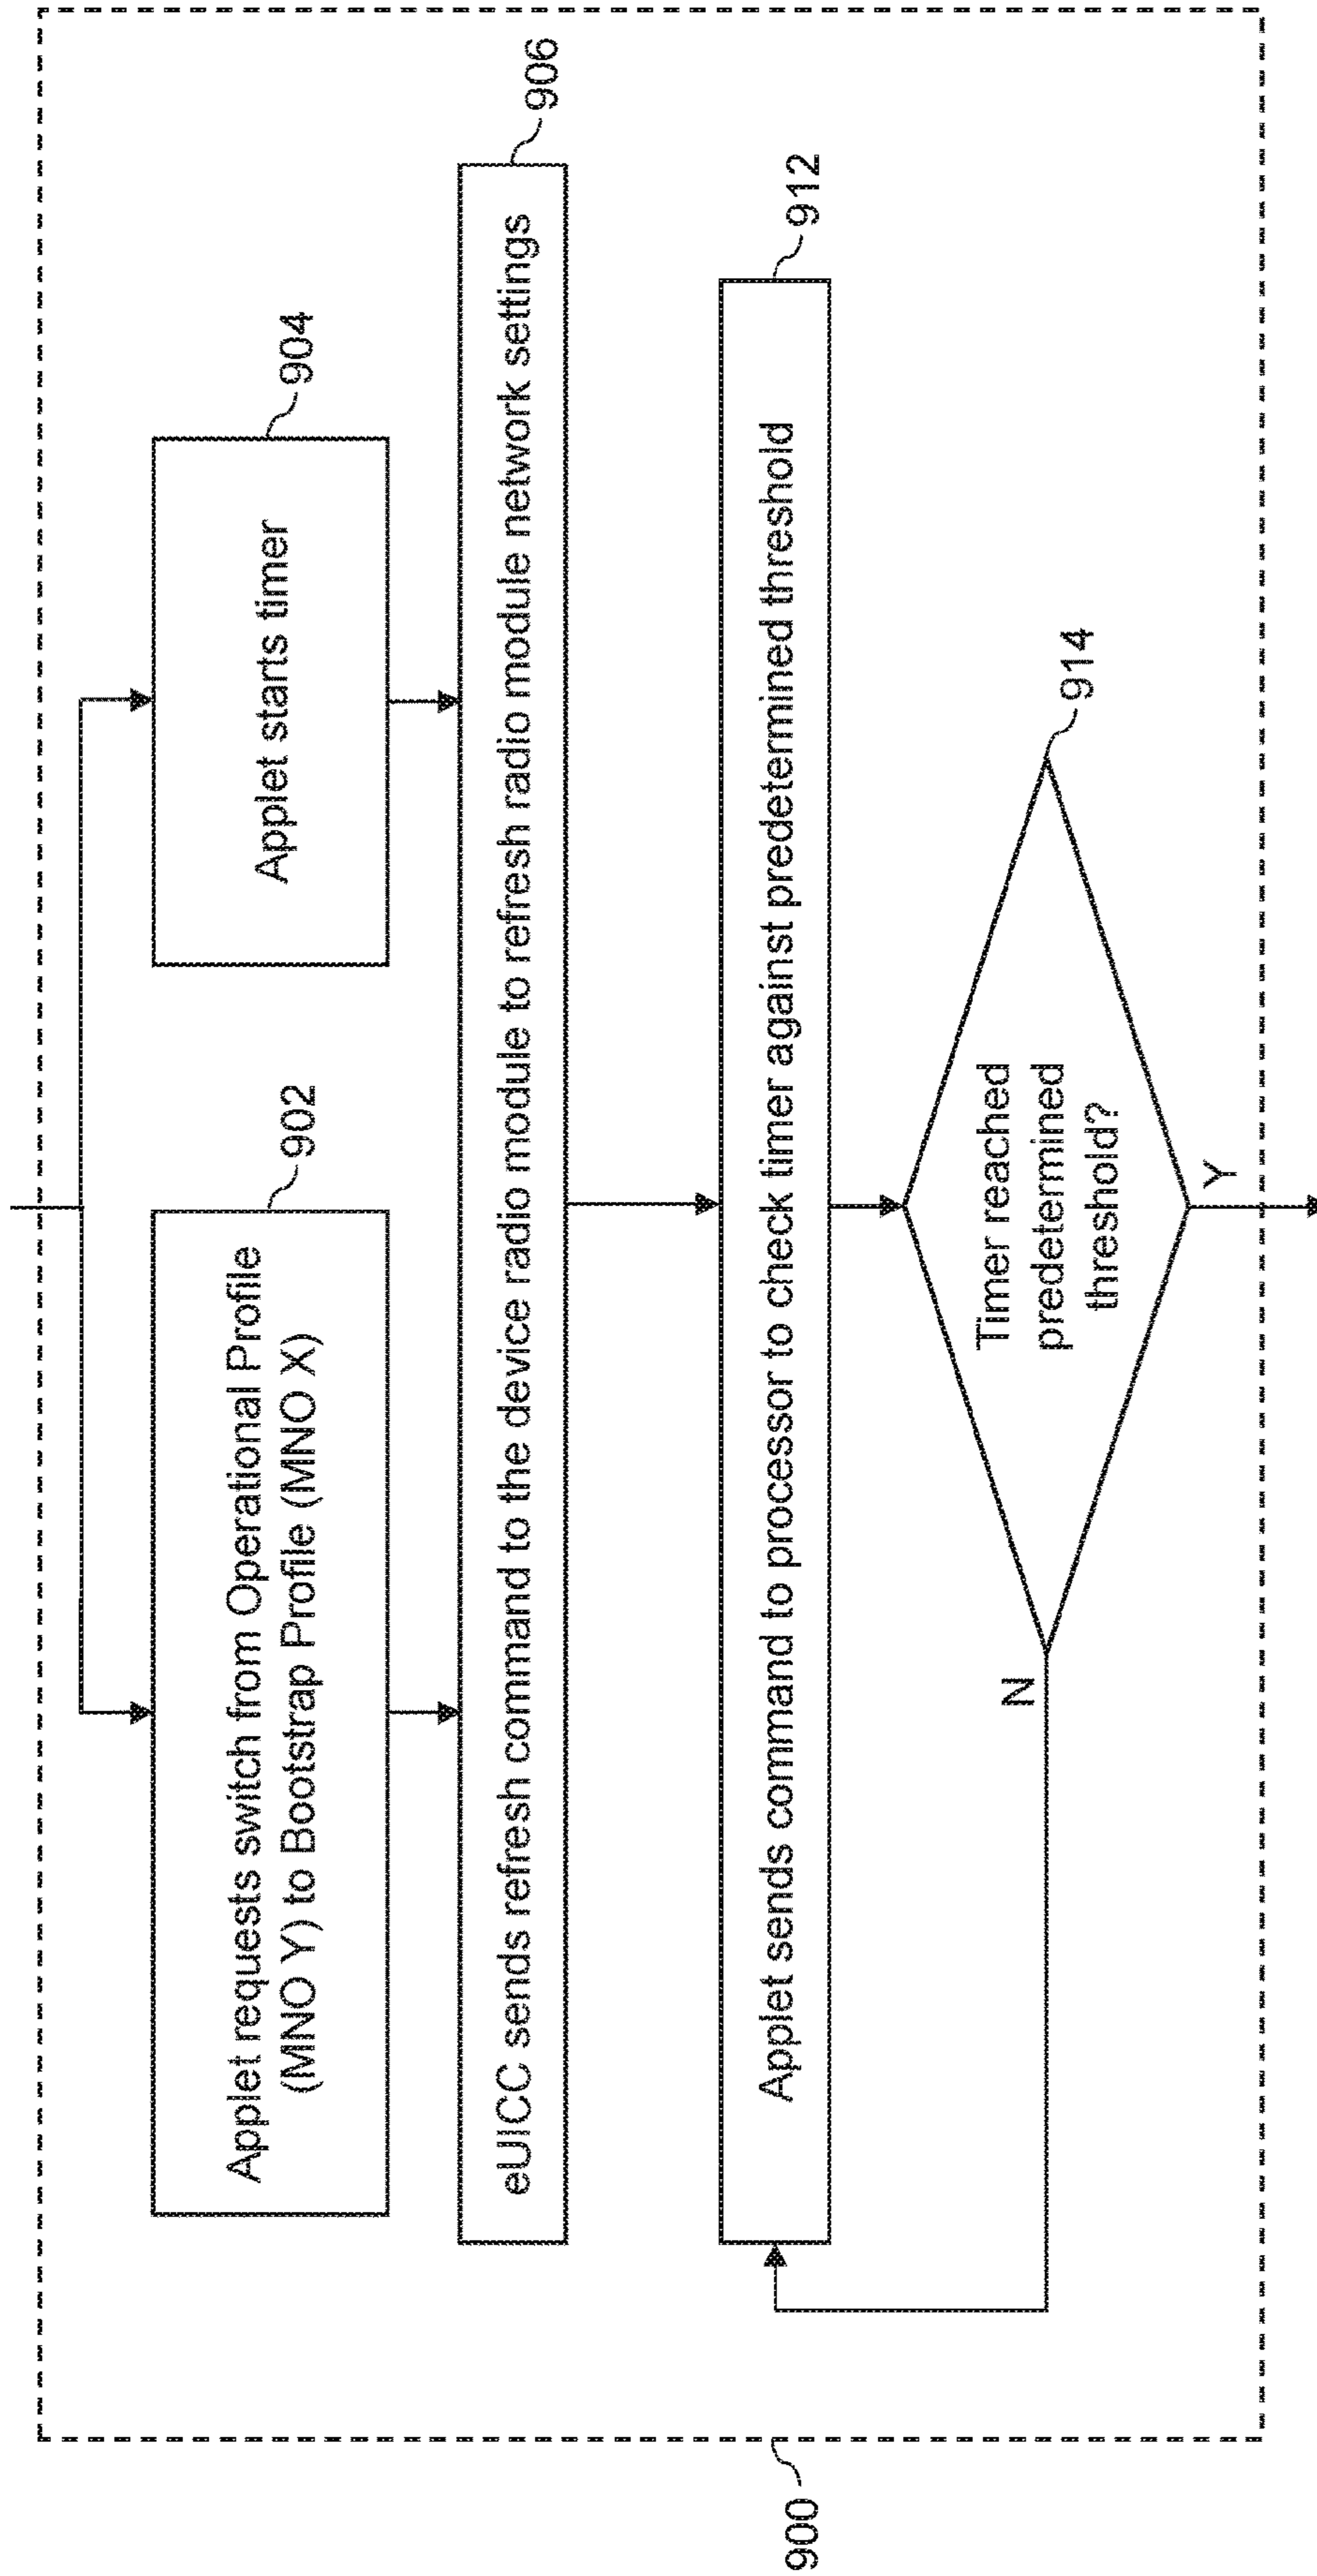 900
902
Applet requests switch from Operational Profile
(MNO Y) to Bootstrap Profile (MNO X)
904
Applet starts timer
906
eUICC sends refresh command to the device radio module to refresh radio module network settings
912
Applet sends command to processor to check timer against predetermined threshold
914
Timer reached
predetermined
threshold?
N
Y